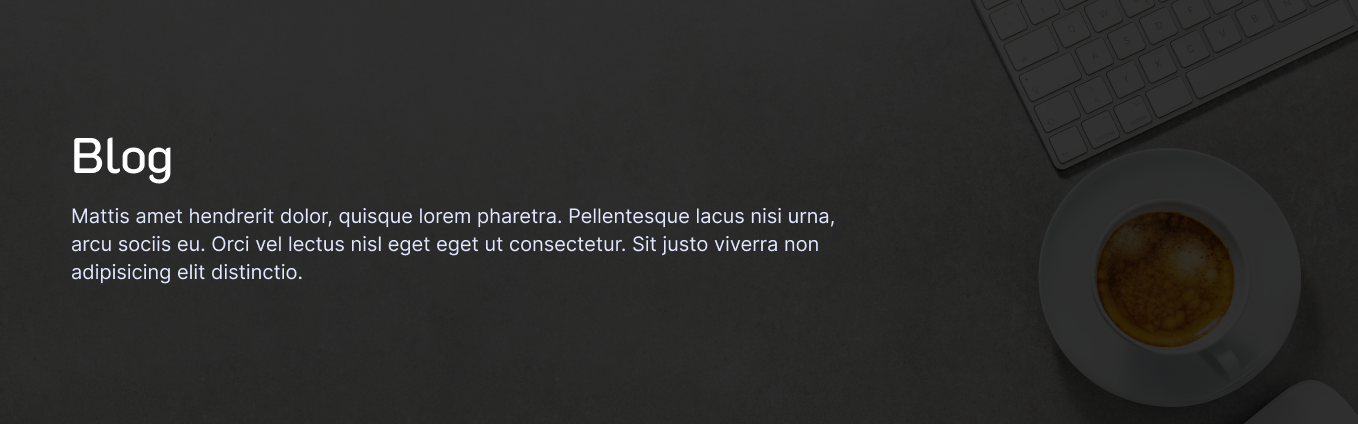 Blog
Mattis amet hendrerit dolor, quisque lorem pharetra. Pellentesque lacus nisi urna,
arcu sociis eu. Orci vel lectus nisl eget eget ut consectetur. Sit justo viverra non
adipisicing elit distinctio.